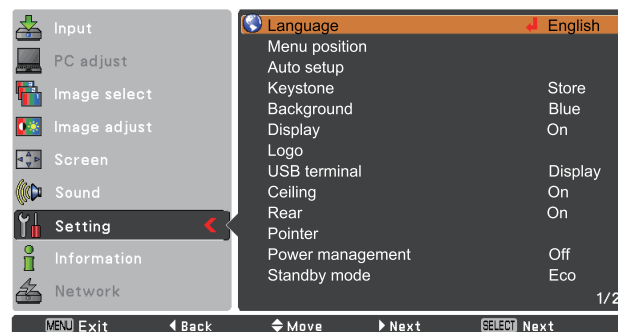 Input
PC adjust
Image select
Image adjust
Screen
Sound
Setting
Information
Network
Language English
Menu position
Auto setup
Keystone Store
Background Blue
Display On
Logo
USB terminal Display
Ceiling On
Rear On
Pointer
Power management Off
Standby mode Eco
1/2
MENU Exit Back Move Next SELECT Next